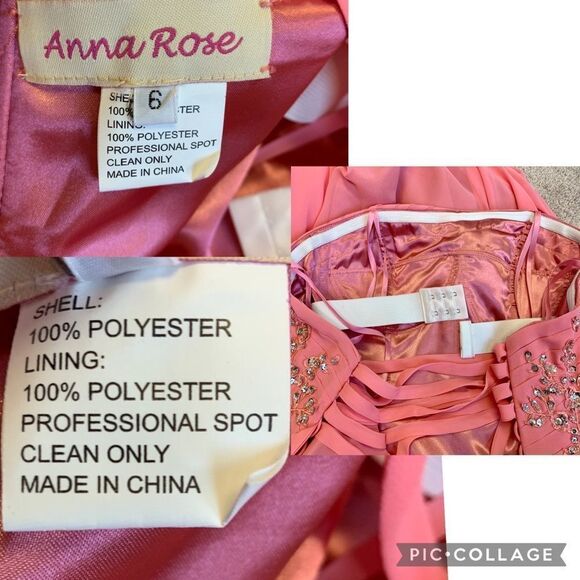 Anna Rose
6
100% TER
LINING:
100% POLYESTER
PROFESSIONAL SPOT
CLEAN ONLY
MADE IN CHINA
SHELL:
100% POLYESTER
LINING:
100% POLYESTER
PROFESSIONAL SPOT
CLEAN ONLY
MADE IN CHINA
PIC•COLLAGE